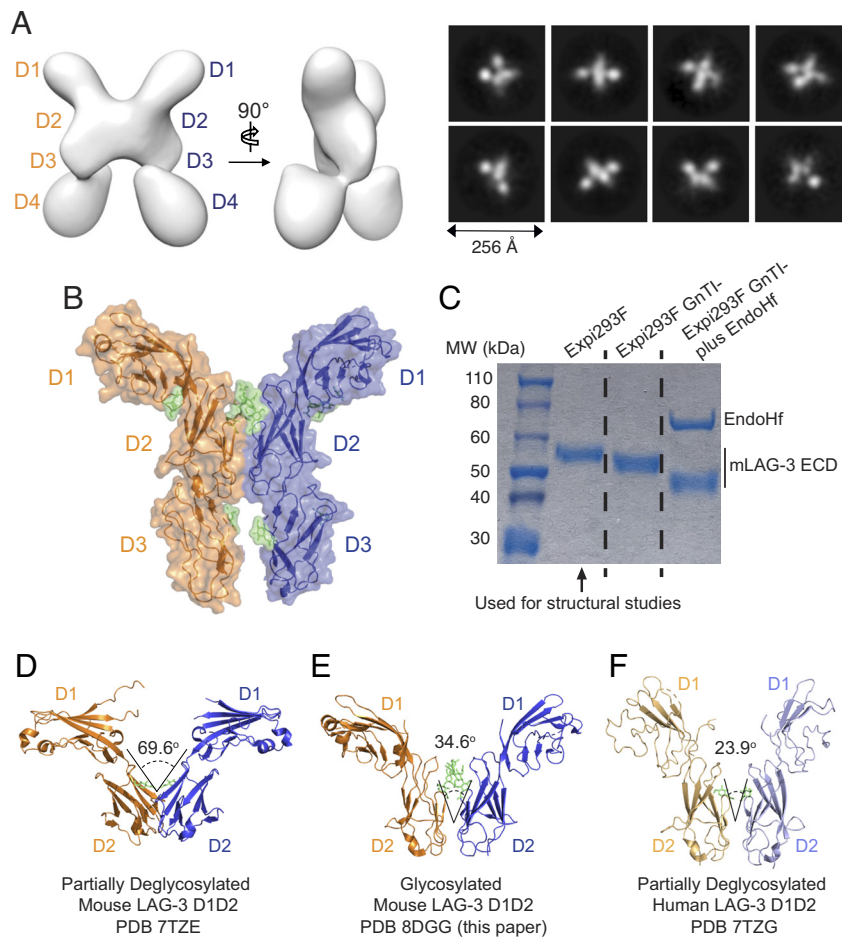 A
D1
D1
D2
D2
D3
D3
D4
D4
90°
256 Å
B
D1
D1
D2
D2
D3
D3
C
Expi293F
Expi293F GnTI-
Expi293F GnTI-
plus EndoHf
MW (kDa)
110
80
60
50
40
30
EndoHf
mLAG-3 ECD
Used for structural studies
D
D1
D1
69.6°
D2
D2
Partially Deglycosylated
Mouse LAG-3 D1D2
PDB 7TZE
E
D1
D1
34.6°
D2
D2
Glycosylated
Mouse LAG-3 D1D2
PDB 8DGG (this paper)
F
D1
D1
23.9°
D2
D2
Partially Deglycosylated
Human LAG-3 D1D2
PDB 7TZG